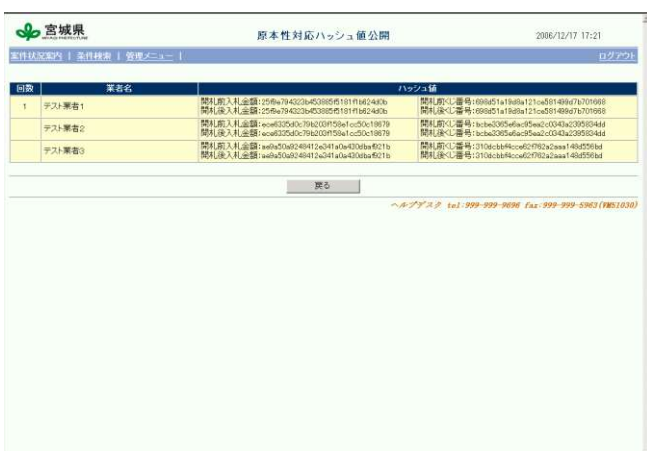 宮城県
MIYAGI PREFECTURE
原本性対応ハッシュ値公開
2006/12/17 17:21
案件状況案内 | 条件検索 | 管理メニュー |
ログアウト
回数 業者名 ハッシュ値
1 テスト業者1
開札前入札金額:25f9e794323b453885f5181f1b624d0b
開札後入札金額:25f9e794323b453885f5181f1b624d0b
開札前くじ番号:698d51a19d8a121ce581499d7b701668
開札後くじ番号:698d51a19d8a121ce581499d7b701668
テスト業者2
開札前入札金額:ece6335d0c79b203f158e1cc50c18679
開札後入札金額:ece6335d0c79b203f158e1cc50c18679
開札前くじ番号:bcbe3365e6ac95ea2c0343a2395834dd
開札後くじ番号:bcbe3365e6ac95ea2c0343a2395834dd
テスト業者3
開札前入札金額:ae9a50a9248412e341a0a430dbaf921b
開札後入札金額:ae9a50a9248412e341a0a430dbaf921b
開札前くじ番号:310dcbbf4cce62f762a2aaa148d556bd
開札後くじ番号:310dcbbf4cce62f762a2aaa148d556bd
戻る
ヘルプデスク tel:999-999-9696 fax:999-999-5963(WM51030)